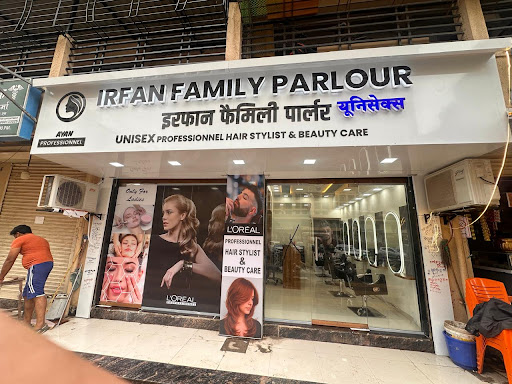 IRFAN FAMILY PARLOUR
इरफान फैमिली पार्लर यूनिसेक्स
AYAN
PROFESSIONNEL
UNISEX PROFESSIONNEL HAIR STYLIST & BEAUTY CARE
Only For
Ladies
L'ORÉAL
PROFESSIONNEL
HAIR STYLIST
&
BEAUTY CARE
L'ORÉAL